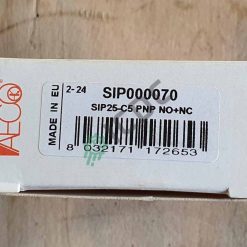 AECO
MADE IN EU
2- 24
SIP000070
SIP25-C5 PNP NO+NC
8 032171 172653